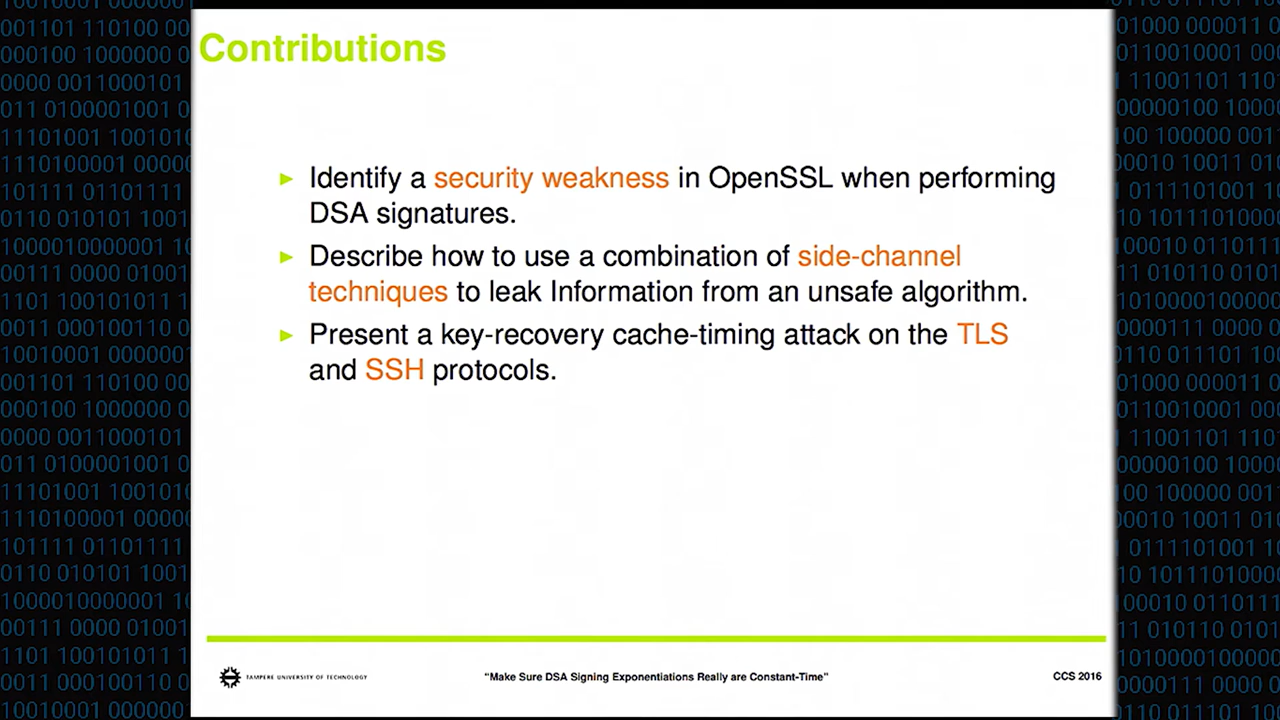 Contributions
► Identify a security weakness in OpenSSL when performing
DSA signatures.
► Describe how to use a combination of side-channel
techniques to leak Information from an unsafe algorithm.
► Present a key-recovery cache-timing attack on the TLS
and SSH protocols.
TAMPERE UNIVERSITY OF TECHNOLOGY
"Make Sure DSA Signing Exponentiations Really are Constant-Time"
CCS 2016